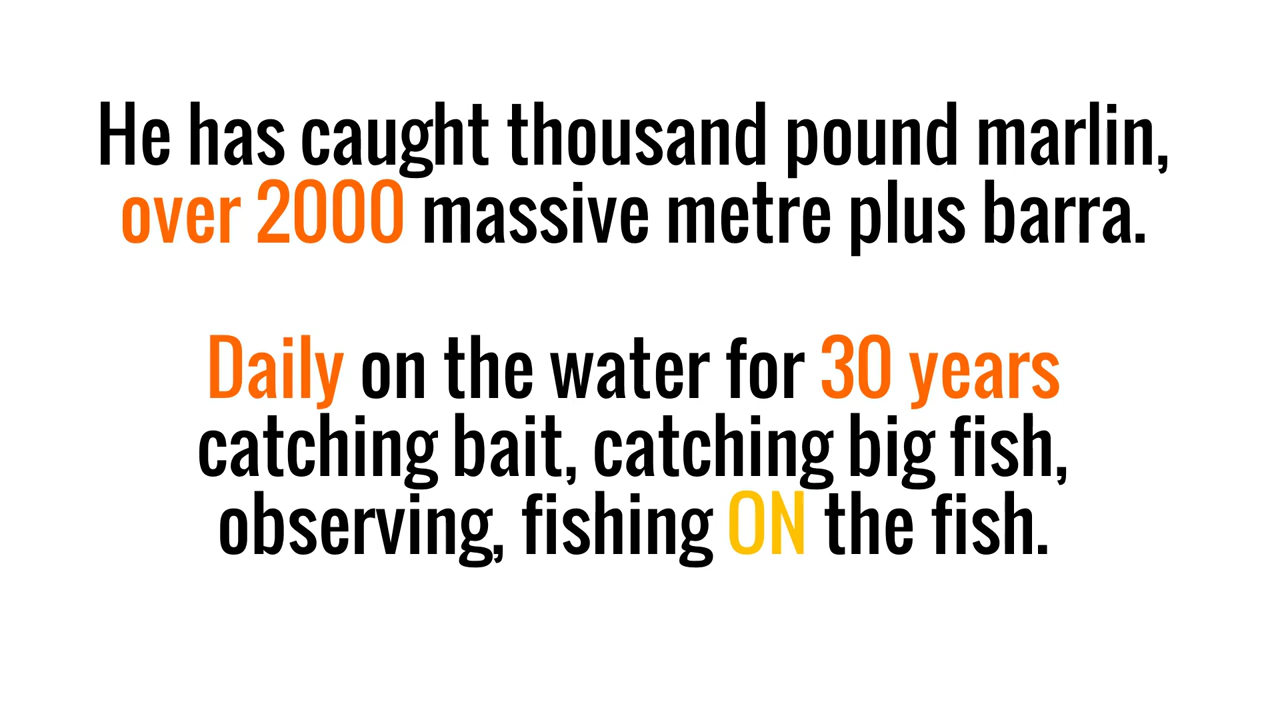 He has caught thousand pound marlin,
over 2000 massive metre plus barra.
Daily on the water for 30 years
catching bait, catching big fish,
observing, fishing ON the fish.